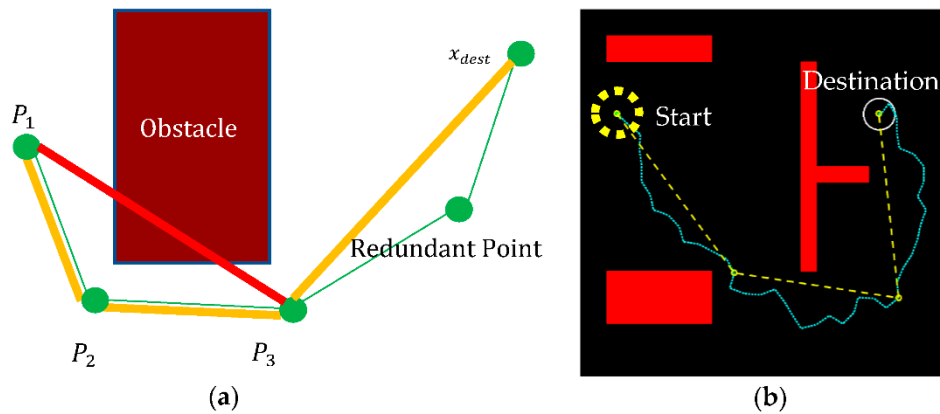 x_dest
P_1
Obstacle
Redundant Point
P_2
P_3
(a)
Start
Destination
(b)